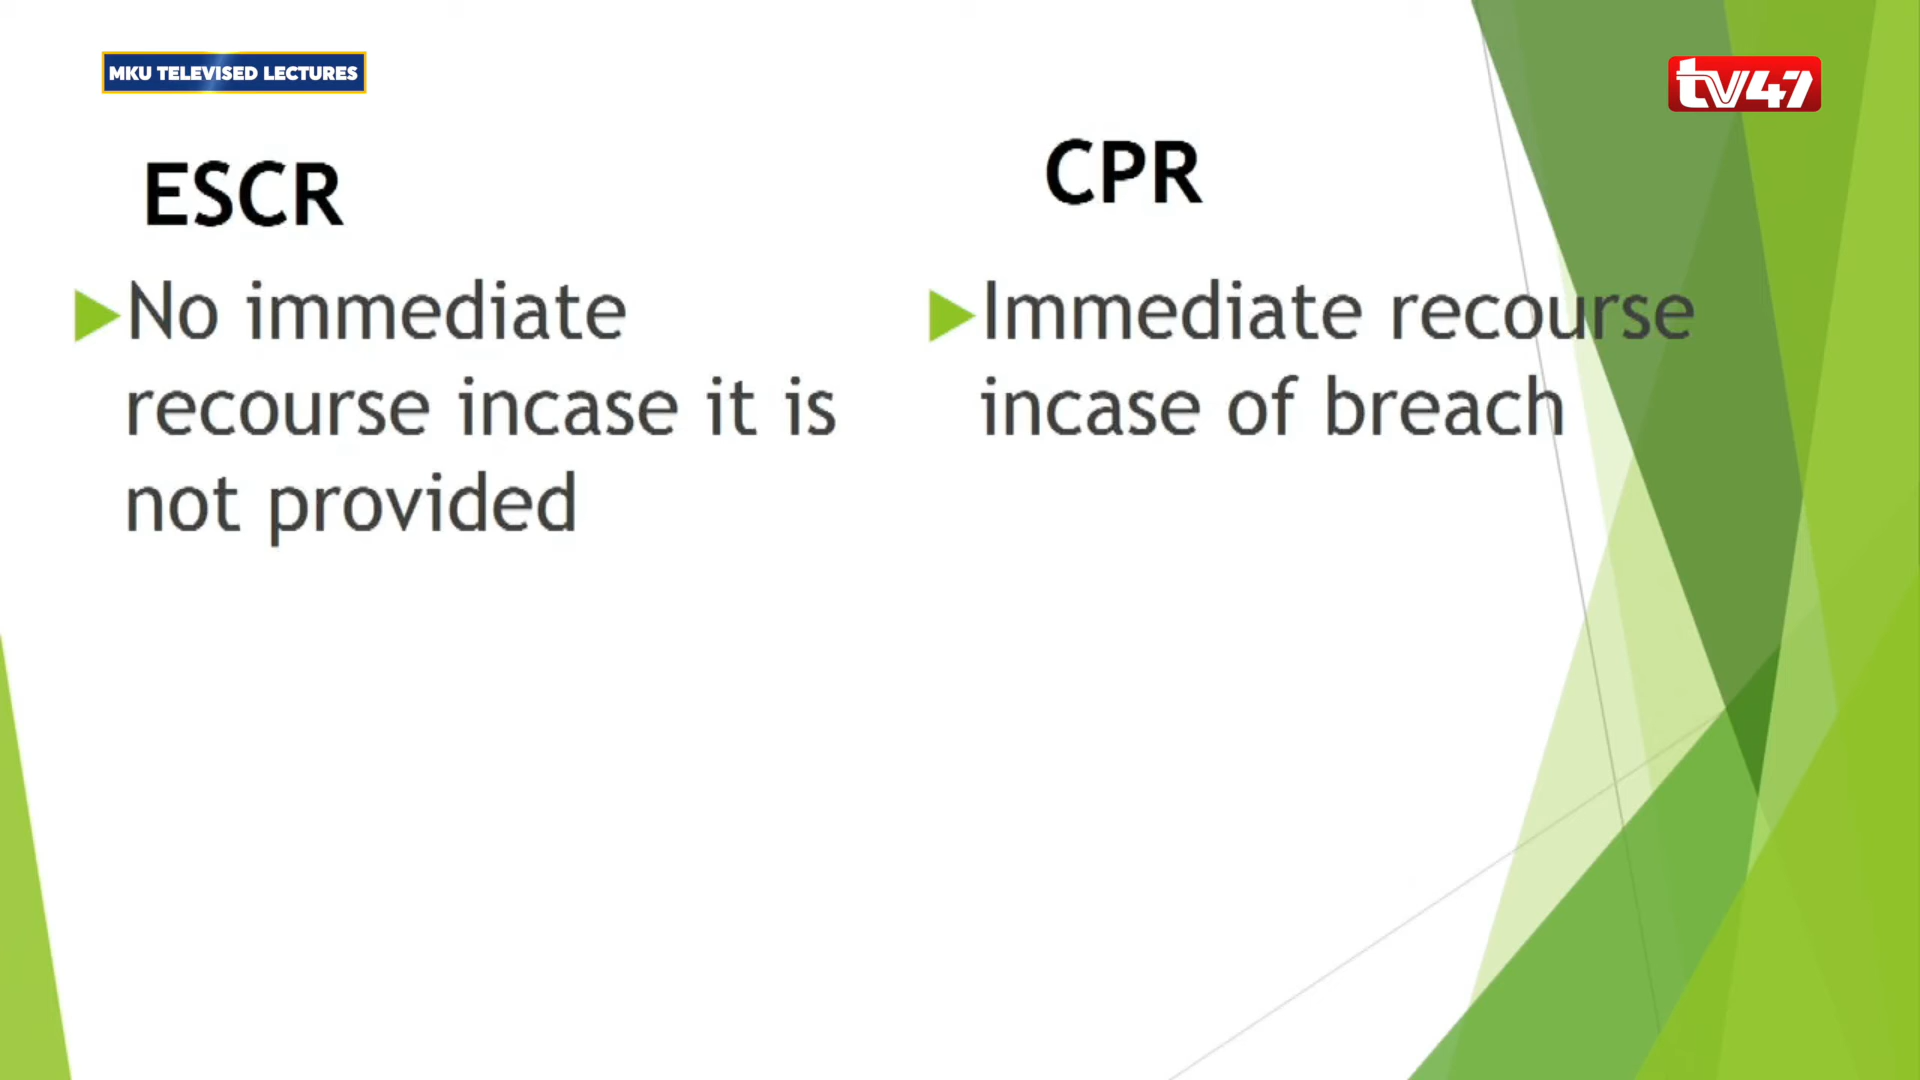 MKU TELEVISED LECTURES
tv47
ESCR
No immediate
recourse incase it is
not provided
CPR
Immediate recourse
incase of breach